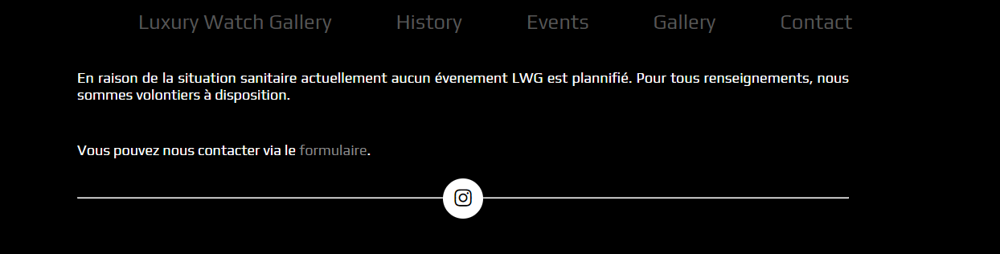 Luxury Watch Gallery History Events Gallery Contact
En raison de la situation sanitaire actuellement aucun évenement LWG est plannifié. Pour tous renseignements, nous
sommes volontiers à disposition.
Vous pouvez nous contacter via le formulaire.